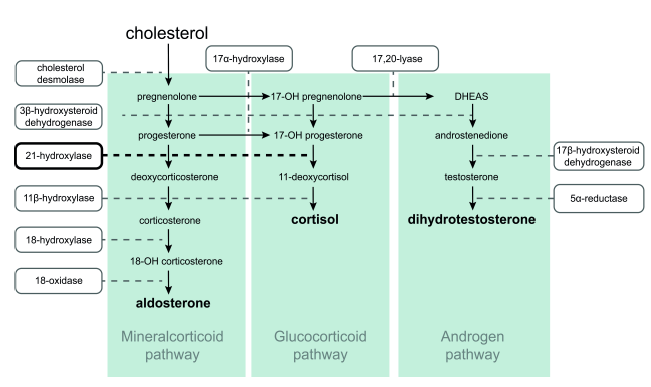 cholesterol
17α-hydroxylase
17,20-lyase
cholesterol
desmolase
pregnenolone
17-OH pregnenolone
DHEAS
3β-hydroxysteroid
dehydrogenase
progesterone
17-OH progesterone
androstenedione
21-hydroxylase
17β-hydroxysteroid
dehydrogenase
deoxycorticosterone
11-deoxycortisol
testosterone
11β-hydroxylase
5α-reductase
corticosterone
cortisol
dihydrotestosterone
18-hydroxylase
18-OH corticosterone
18-oxidase
aldosterone
Mineralcorticoid
pathway
Glucocorticoid
pathway
Androgen
pathway